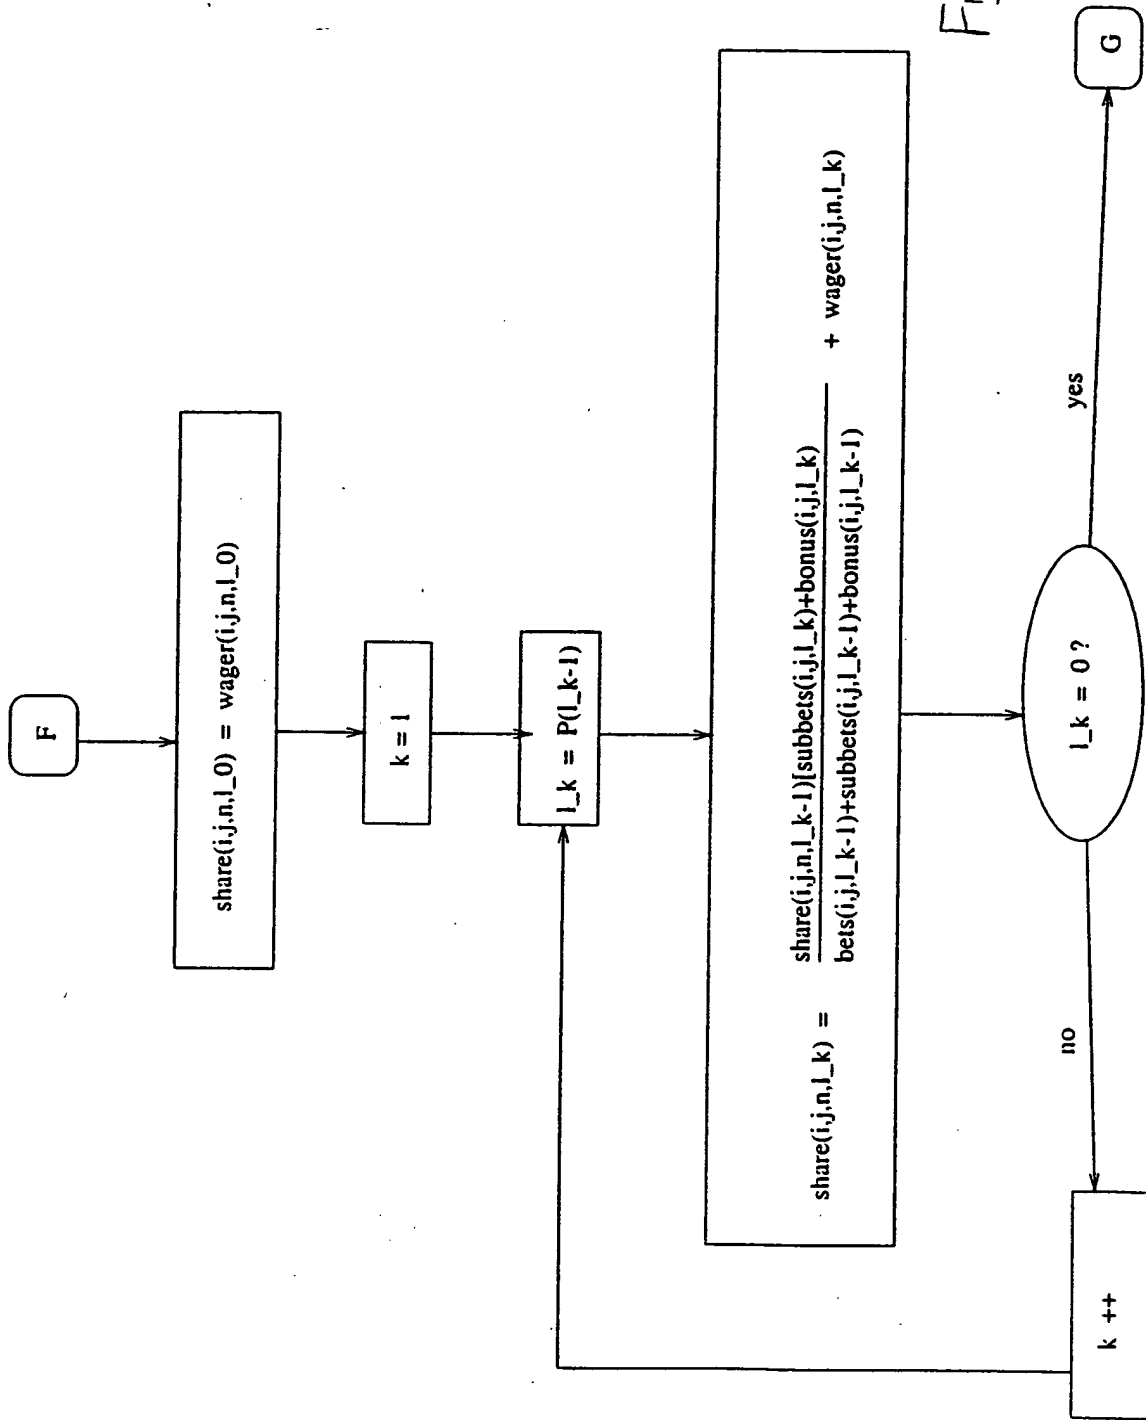 F
share(i,j,n,l_0) = wager(i,j,n,l_0)
k = 1
l_k = P(l_k-1)
share(i,j,n,l_k) = share(i,j,n,l_k-1)[subbets(i,j,l_k)+bonus(i,j,l_k) + wager(i,j,n,l_k)
bets(i,j,l_k-1)+subbets(i,j,l_k-1)+bonus(i,j,l_k-1)
l_k = 0 ?
no
yes
k ++
G